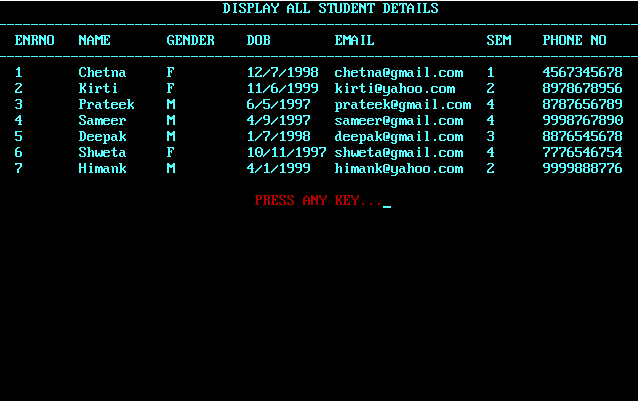 DISPLAY ALL STUDENT DETAILS
ENRNO NAME GENDER DOB EMAIL SEM PHONE NO
1 Chetna F 12/7/1998 chetna@gmail.com 1 4567345678
2 Kirti F 11/6/1999 kirti@yahoo.com 2 8978678956
3 Prateek M 6/5/1997 prateek@gmail.com 4 8787656789
4 Sameer M 4/9/1997 sameer@gmail.com 4 9998767890
5 Deepak M 1/7/1998 deepak@gmail.com 3 8876545678
6 Shweta F 10/11/1997 shweta@gmail.com 4 7776546754
7 Himank M 4/1/1999 himank@yahoo.com 2 9999888776
PRESS ANY KEY..._